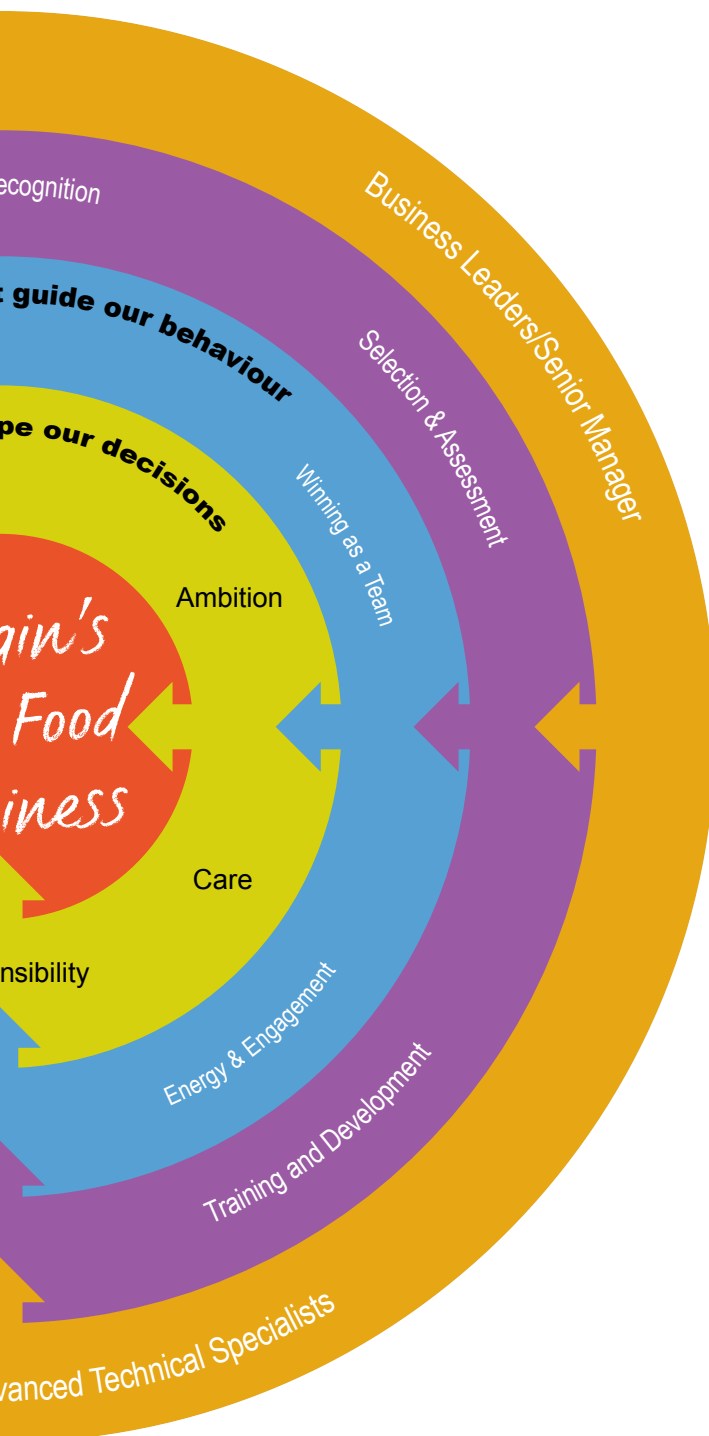 ecognition
Business Leaders/Senior Manager
guide our behaviour
Selection & Assessment
pe our decisions
Winning as a Team
Ambition
gin's
Food
iness
Care
nsibility
Energy & Engagement
Training and Development
vanced Technical Specialists